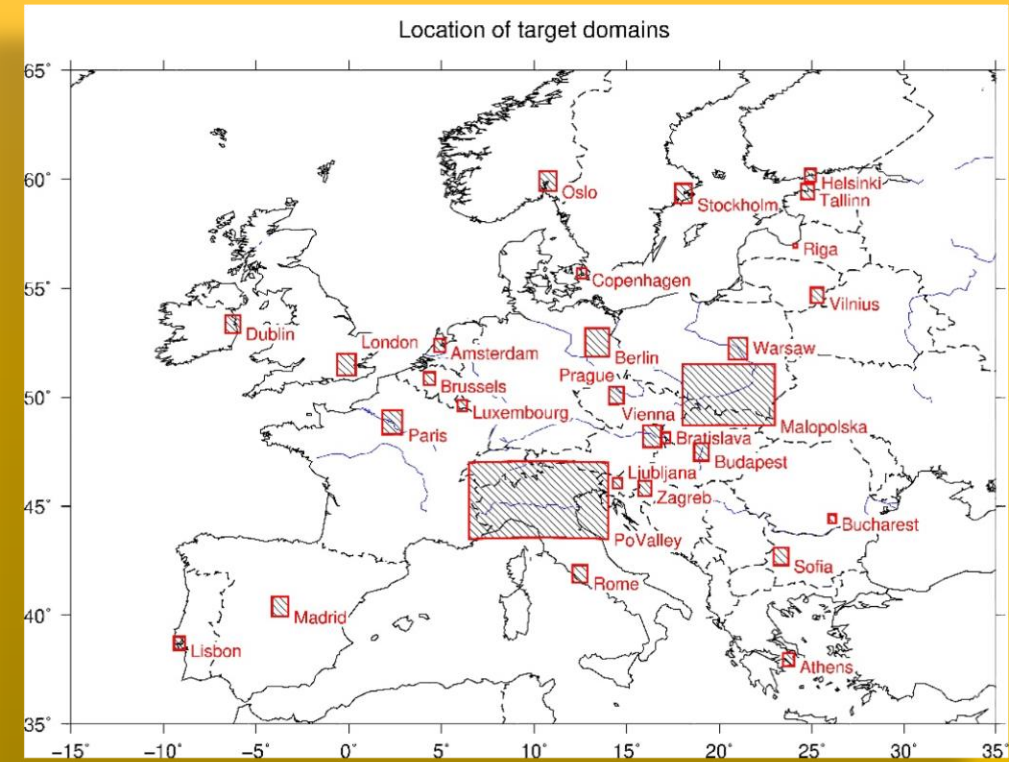 Location of target domains
65˚
60˚
Oslo
Helsinki
Stockholm
Tallinn
Riga
Copenhagen
55˚
Vilnius
Dublin
London
Amsterdam
Berlin
Warsaw
Brussels
Prague
50˚
Luxembourg
Vienna
Paris
Malopolska
Bratislava
Budapest
Ljubljana
Zagreb
45˚
Bucharest
PoValley
Sofia
Rome
40˚
Madrid
Lisbon
Athens
35˚
−15˚ −10˚ −5˚ 0˚ 5˚ 10˚ 15˚ 20˚ 25˚ 30˚ 35˚